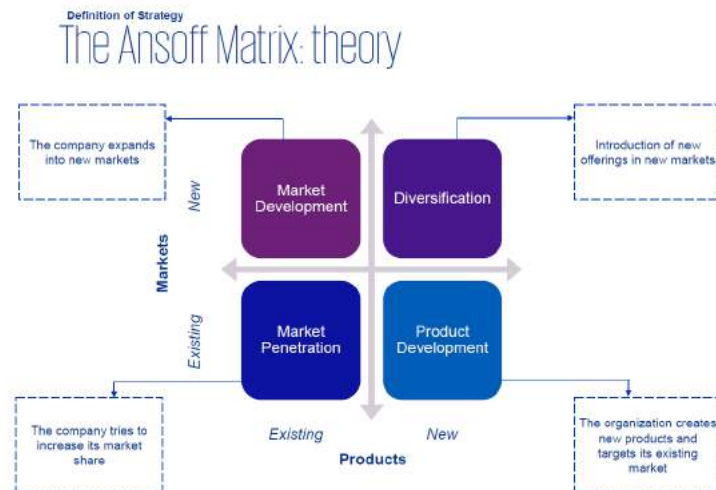 Definition of Strategy
The Ansoff Matrix: theory
The company expands
into new markets
Introduction of new
offerings in new markets
Market
Development
Diversification
New
Markets
Existing
Market
Penetration
Product
Development
The company tries to
increase its market
share
Existing
New
Products
The organization creates
new products and
targets its existing
market